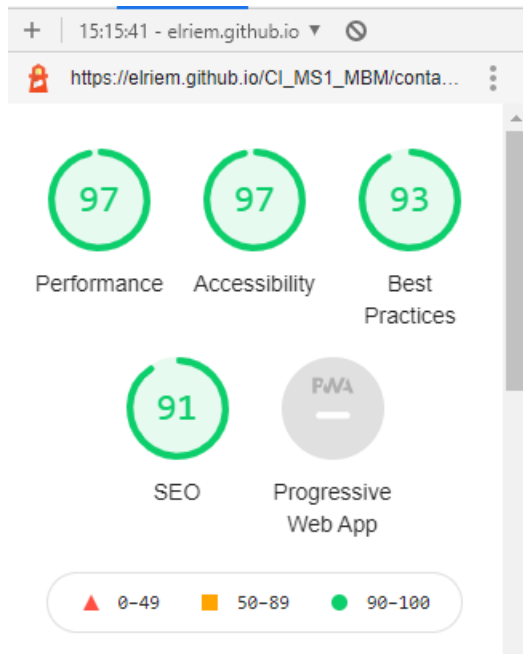 + 15:15:41 - elriem.github.io ▼
https://elriem.github.io/CI_MS1_MBM/conta...
97 97 93
Performance Accessibility Best
Practices
91 PWA
SEO Progressive
Web App
0–49 50–89 90–100